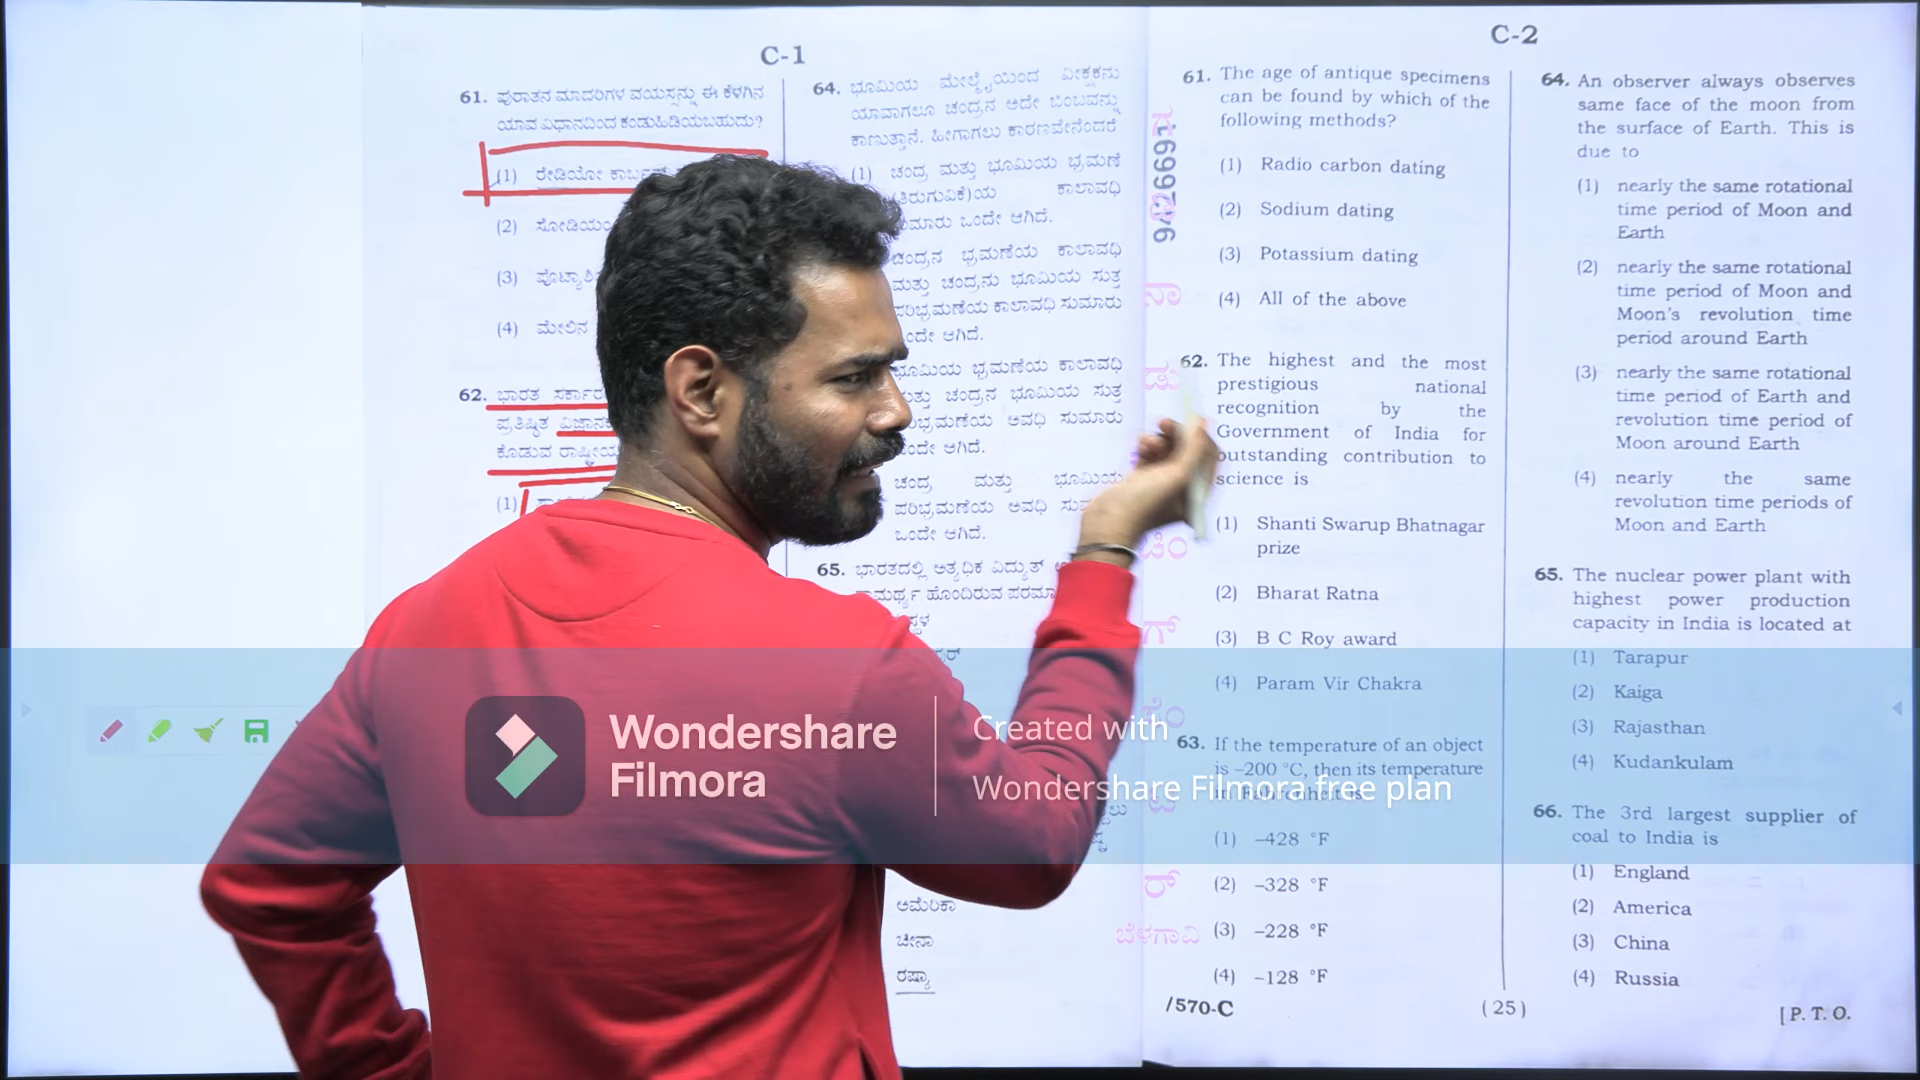 C-1
61. ಪುರಾತನ ಮಾದರಿಗಳ ವಯಸ್ಸನ್ನು ಈ ಕೆಳಗಿನ
ಯಾವ ವಿಧಾನದಿಂದ ಕಂಡುಹಿಡಿಯಬಹುದು?
(1) ರೇಡಿಯೋ
(2)
(3)
(4) ಮೇಲಿನ
62. ಭಾರತ ಸರ್ಕಾರ
ಪ್ರತಿಷ್ಠಿತ
ಕೊಡುವ ರಾಷ್ಟ್ರೀಯ
(1)
64. ಭೂಮಿಯ ಮೇಲ್ಮೈಯಿಂದ ವೀಕ್ಷಕನು
ಯಾವಾಗಲೂ ಚಂದ್ರನ ಅದೇ ಬಿಂಬವನ್ನು
ಕಾಣುತ್ತಾನೆ. ಹೀಗಾಗಲು ಕಾರಣವೇನೆಂದರೆ
(1) ಚಂದ್ರ ಮತ್ತು ಭೂಮಿಯ ಭ್ರಮಣೆ
(ತಿರುಗುವಿಕೆ)ಯ ಕಾಲಾವಧಿ
ಒಂದೇ ಆಗಿದೆ.
ಚಂದ್ರನ ಭ್ರಮಣೆಯ ಕಾಲಾವಧಿ
ಮತ್ತು ಚಂದ್ರನು ಭೂಮಿಯ ಸುತ್ತ
ಪರಿಭ್ರಮಣೆಯ ಕಾಲಾವಧಿ ಸುಮಾರು
ಆಗಿದೆ.
ಭೂಮಿಯ ಭ್ರಮಣೆಯ ಕಾಲಾವಧಿ
ಚಂದ್ರನ ಭೂಮಿಯ ಸುತ್ತ
ಅವಧಿ ಸುಮಾರು
ಆಗಿದೆ.
ಚಂದ್ರ ಮತ್ತು ಭೂಮಿಯ
ಪರಿಭ್ರಮಣೆಯ ಅವಧಿ
ಒಂದೇ ಆಗಿದೆ.
65. ಭಾರತದಲ್ಲಿ ಅತ್ಯಧಿಕ ವಿದ್ಯುತ್
ಹೊಂದಿರುವ
ಅಮೆರಿಕಾ
ಚೀನಾ
ರಷ್ಯಾ
9426691
ಬೆಳಗಾವಿ
C-2
61. The age of antique specimens
can be found by which of the
following methods?
(1) Radio carbon dating
(2) Sodium dating
(3) Potassium dating
(4) All of the above
62. The highest and the most
prestigious national
recognition by the
Government of India for
outstanding contribution to
science is
(1) Shanti Swarup Bhatnagar
prize
(2) Bharat Ratna
(3) B C Roy award
(4) Param Vir Chakra
63. If the temperature of an object
is –200 °C, then its temperature
(1) –428 °F
(2) –328 °F
(3) –228 °F
(4) –128 °F
64. An observer always observes
same face of the moon from
the surface of Earth. This is
due to
(1) nearly the same rotational
time period of Moon and
Earth
(2) nearly the same rotational
time period of Moon and
Moon's revolution time
period around Earth
(3) nearly the same rotational
time period of Earth and
revolution time period of
Moon around Earth
(4) nearly the same
revolution time periods of
Moon and Earth
65. The nuclear power plant with
highest power production
capacity in India is located at
(1) Tarapur
(2) Kaiga
(3) Rajasthan
(4) Kudankulam
66. The 3rd largest supplier of
coal to India is
(1) England
(2) America
(3) China
(4) Russia
/570-C
(25)
[P. T. O.
Wondershare
Filmora
Created with
Wondershare Filmora free plan